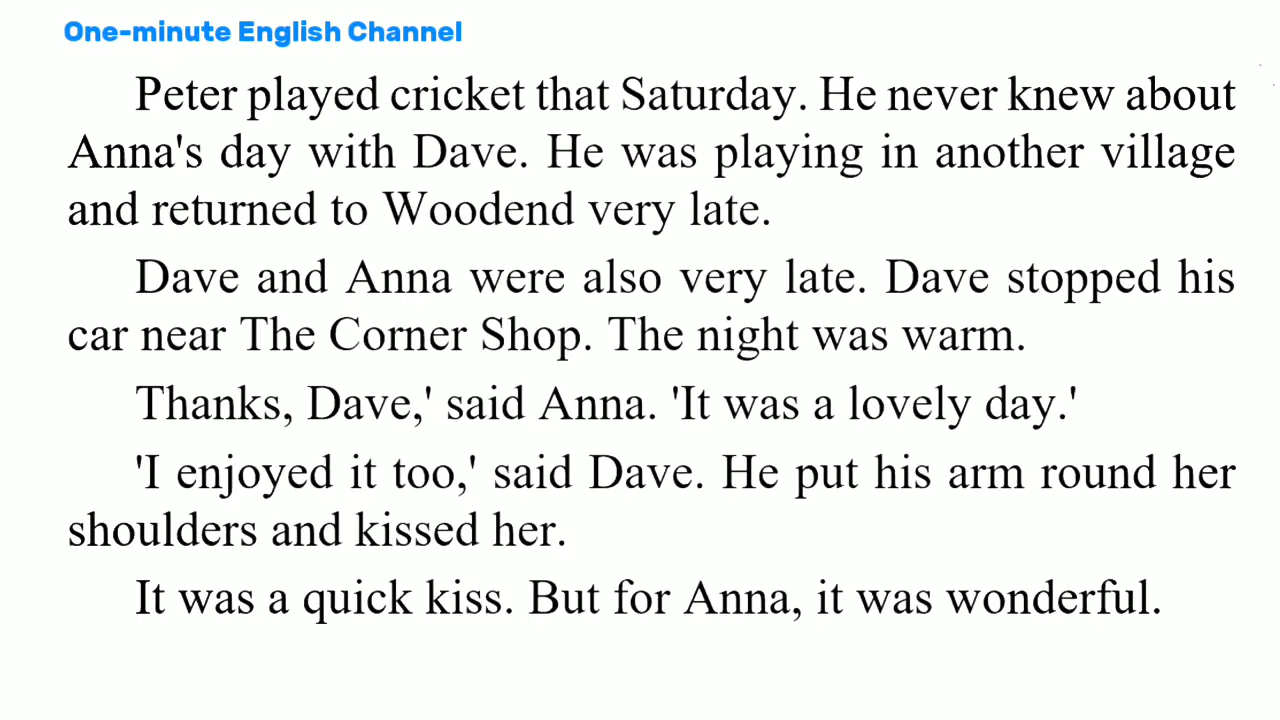 One-minute English Channel
Peter played cricket that Saturday. He never knew about
Anna's day with Dave. He was playing in another village
and returned to Woodend very late.
Dave and Anna were also very late. Dave stopped his
car near The Corner Shop. The night was warm.
Thanks, Dave,' said Anna. 'It was a lovely day.'
'I enjoyed it too,' said Dave. He put his arm round her
shoulders and kissed her.
It was a quick kiss. But for Anna, it was wonderful.